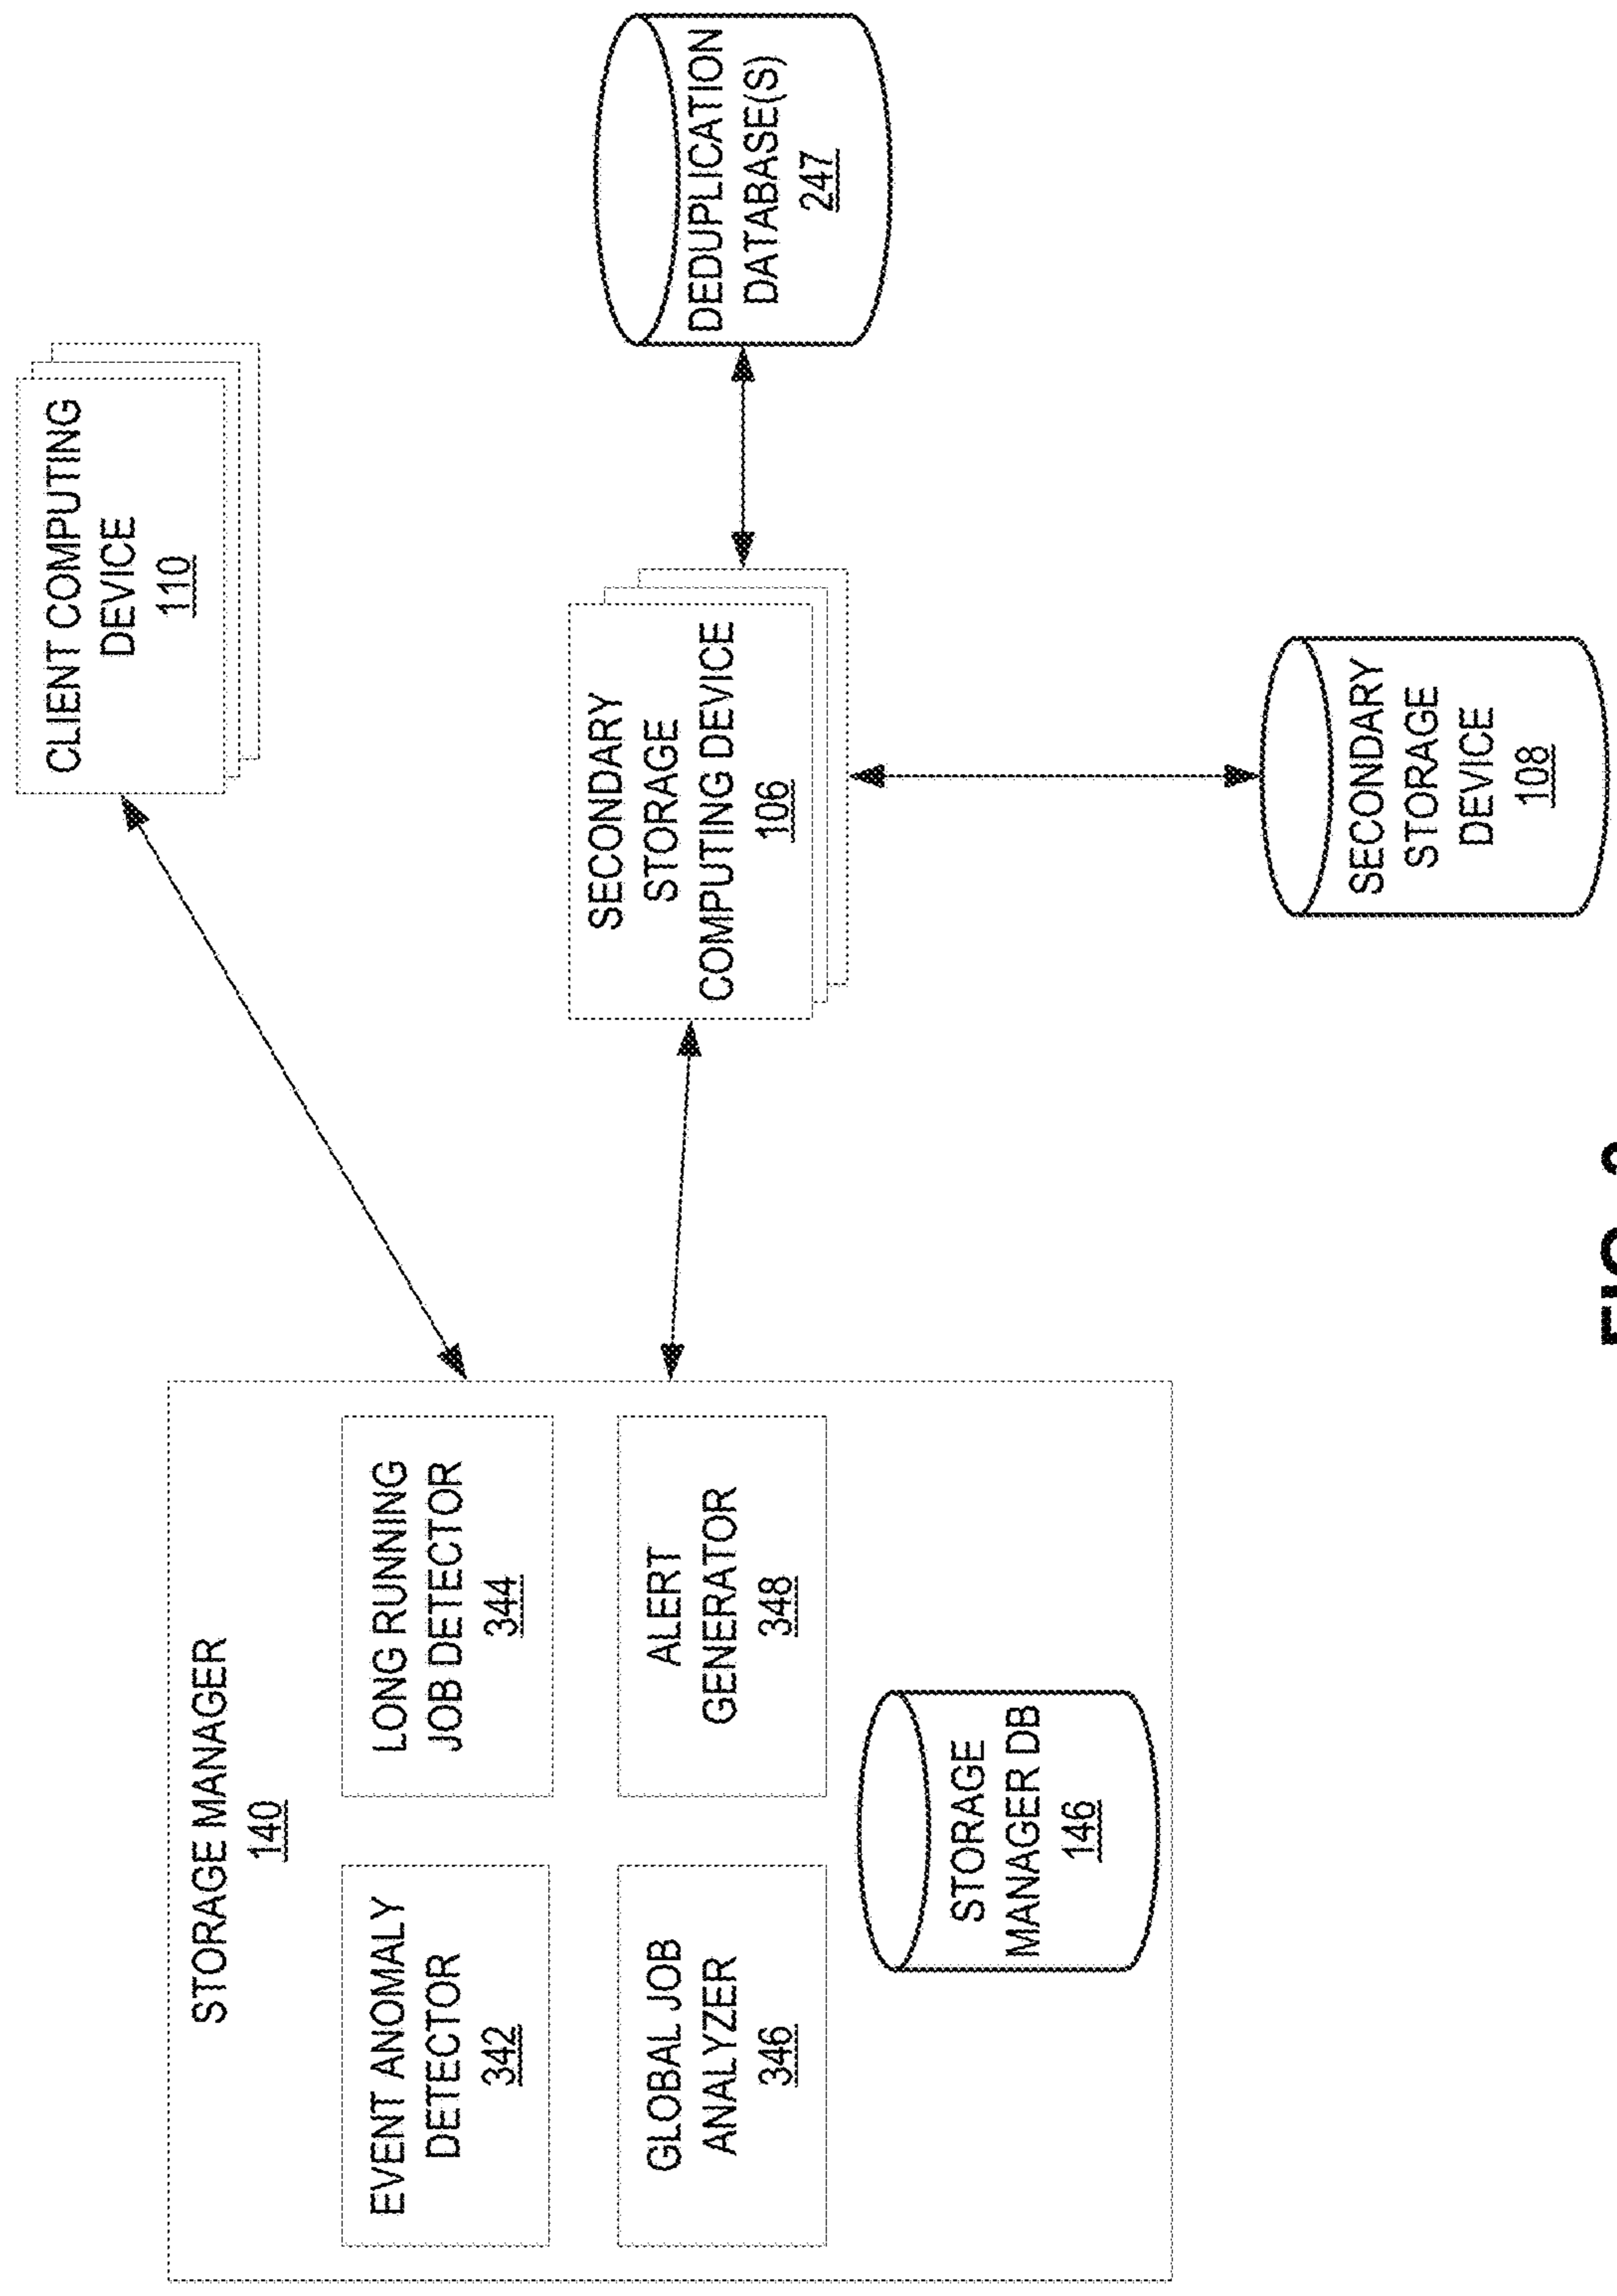 STORAGE MANAGER
140
EVENT ANOMALY
DETECTOR
342
LONG RUNNING
JOB DETECTOR
344
GLOBAL JOB
ANALYZER
346
ALERT
GENERATOR
348
STORAGE
MANAGER DB
146
CLIENT COMPUTING
DEVICE
110
SECONDARY
STORAGE
COMPUTING DEVICE
106
DEDUPLICATION
DATABASE(S)
247
SECONDARY
STORAGE
DEVICE
108
FIG.